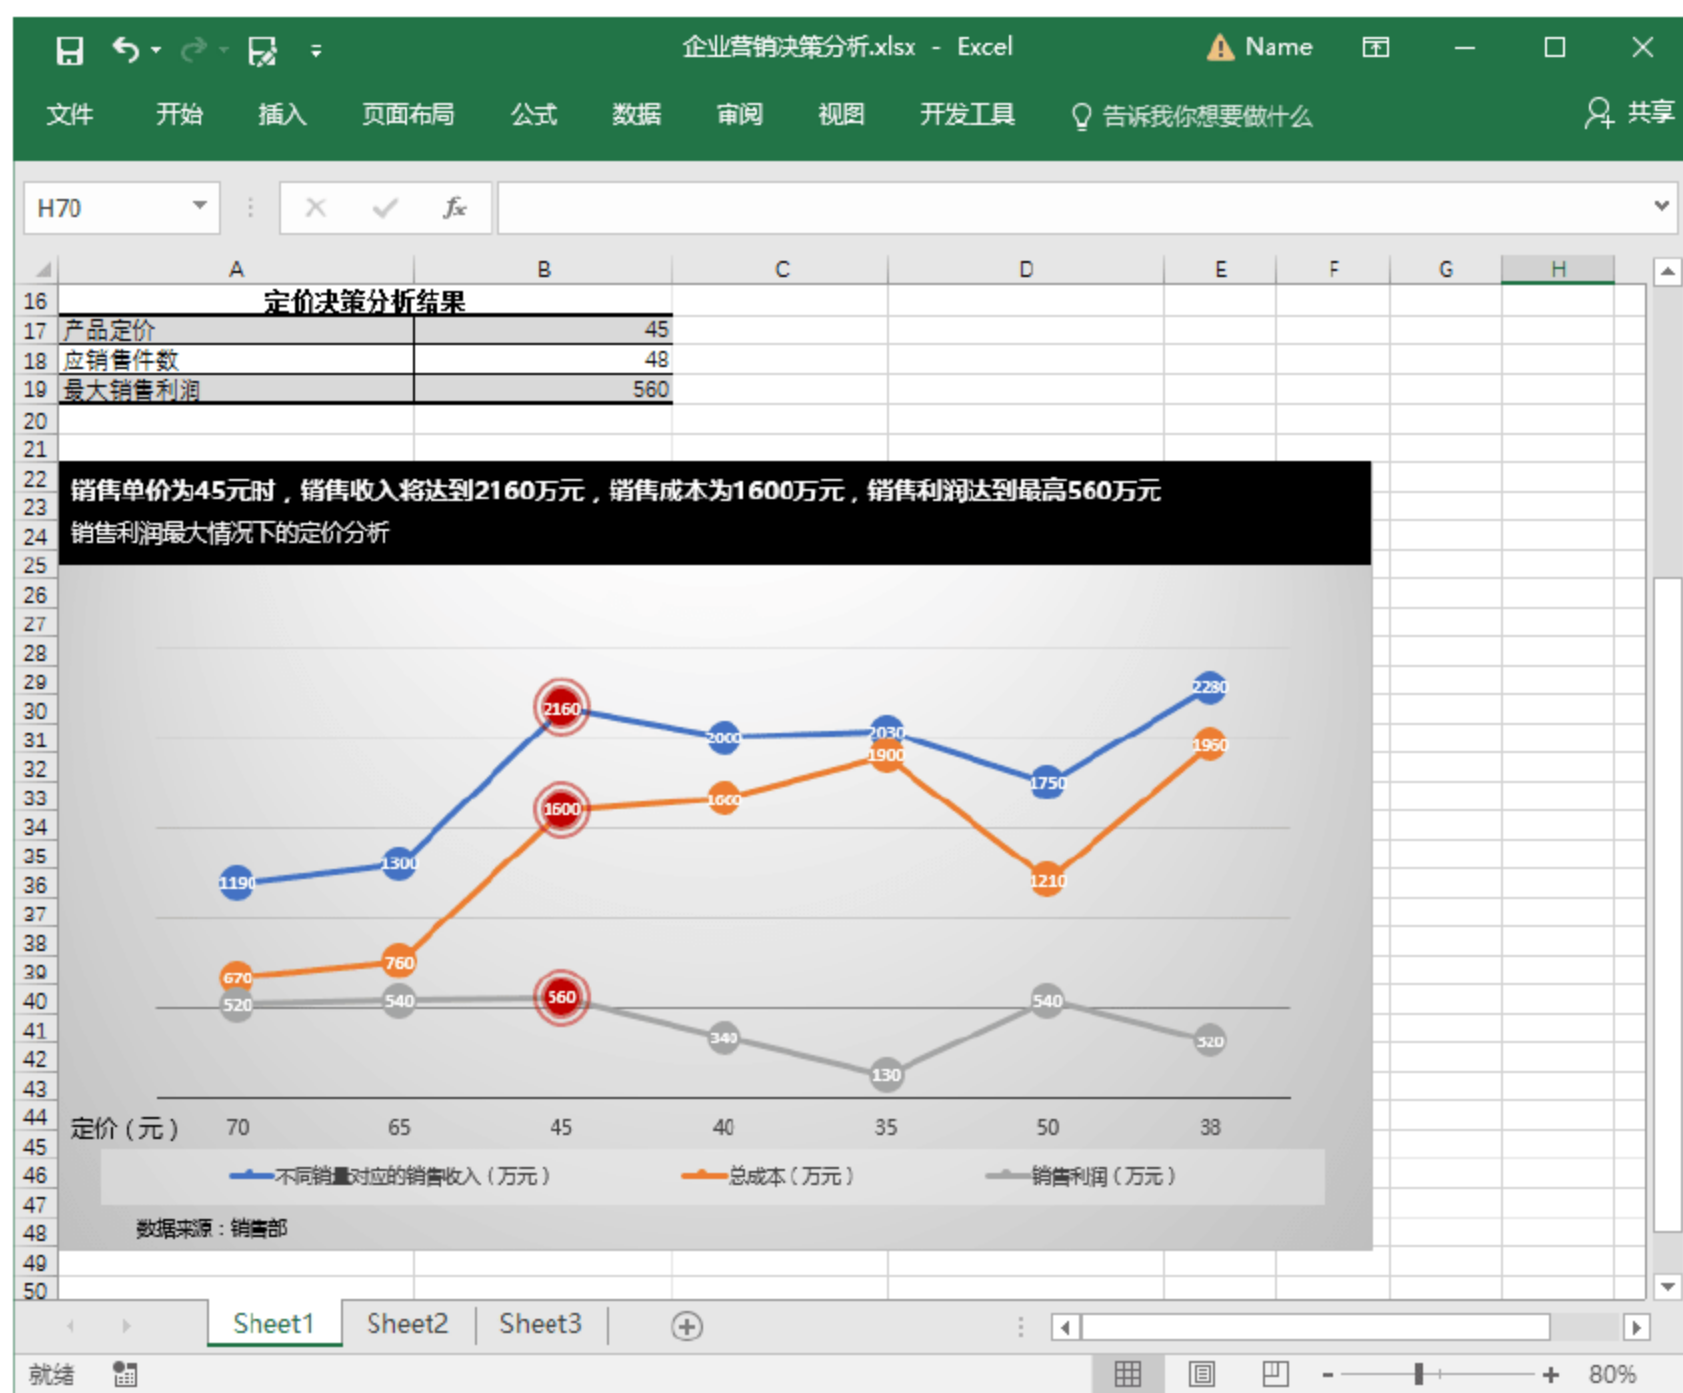 企业营销决策分析.xlsx - Excel
Name
文件 开始 插入 页面布局 公式 数据 审阅 视图 开发工具 告诉我你想要做什么 共享
H70 fx
A B C D E F G H
16 定价决策分析结果
17 产品定价 45
18 应销售件数 48
19 最大销售利润 560
20
21
22
23
24
25
26
27
28
29
30
31
32
33
34
35
36
37
38
39
40
41
42
43
44
45
46
47
48
49
50
销售单价为45元时，销售收入将达到2160万元，销售成本为1600万元，销售利润达到最高560万元
销售利润最大情况下的定价分析
1190 1300 2160 2000 2030 1750 2280
670 760 1600 1660 1900 1210 1960
520 540 560 340 130 540 320
定价（元） 70 65 45 40 35 50 38
不同销量对应的销售收入（万元） 总成本（万元） 销售利润（万元）
数据来源：销售部
Sheet1 Sheet2 Sheet3
就绪 80%